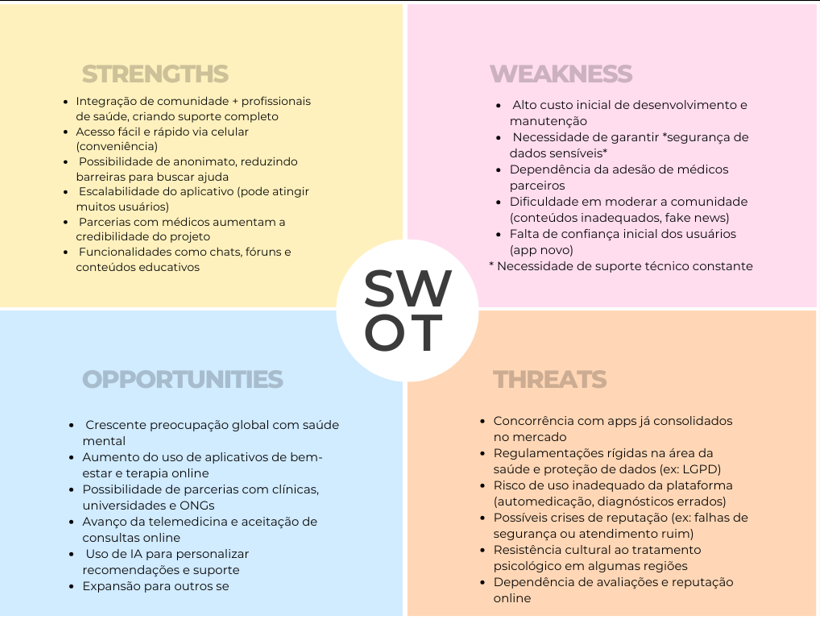 STRENGTHS
• Integração de comunidade + profissionais
de saúde, criando suporte completo
• Acesso fácil e rápido via celular
(conveniência)
• Possibilidade de anonimato, reduzindo
barreiras para buscar ajuda
• Escalabilidade do aplicativo (pode atingir
muitos usuários)
• Parcerias com médicos aumentam a
credibilidade do projeto
• Funcionalidades como chats, fóruns e
conteúdos educativos
WEAKNESS
• Alto custo inicial de desenvolvimento e
manutenção
• Necessidade de garantir *segurança de
dados sensíveis*
• Dependência da adesão de médicos
parceiros
• Dificuldade em moderar a comunidade
(conteúdos inadequados, fake news)
• Falta de confiança inicial dos usuários
(app novo)
* Necessidade de suporte técnico constante
SW
OT
OPPORTUNITIES
• Crescente preocupação global com saúde
mental
• Aumento do uso de aplicativos de bem-
estar e terapia online
• Possibilidade de parcerias com clínicas,
universidades e ONGs
• Avanço da telemedicina e aceitação de
consultas online
• Uso de IA para personalizar
recomendações e suporte
• Expansão para outros se
THREATS
• Concorrência com apps já consolidados
no mercado
• Regulamentações rígidas na área da
saúde e proteção de dados (ex: LGPD)
• Risco de uso inadequado da plataforma
(automedicação, diagnósticos errados)
• Possíveis crises de reputação (ex: falhas de
segurança ou atendimento ruim)
• Resistência cultural ao tratamento
psicológico em algumas regiões
• Dependência de avaliações e reputação
online